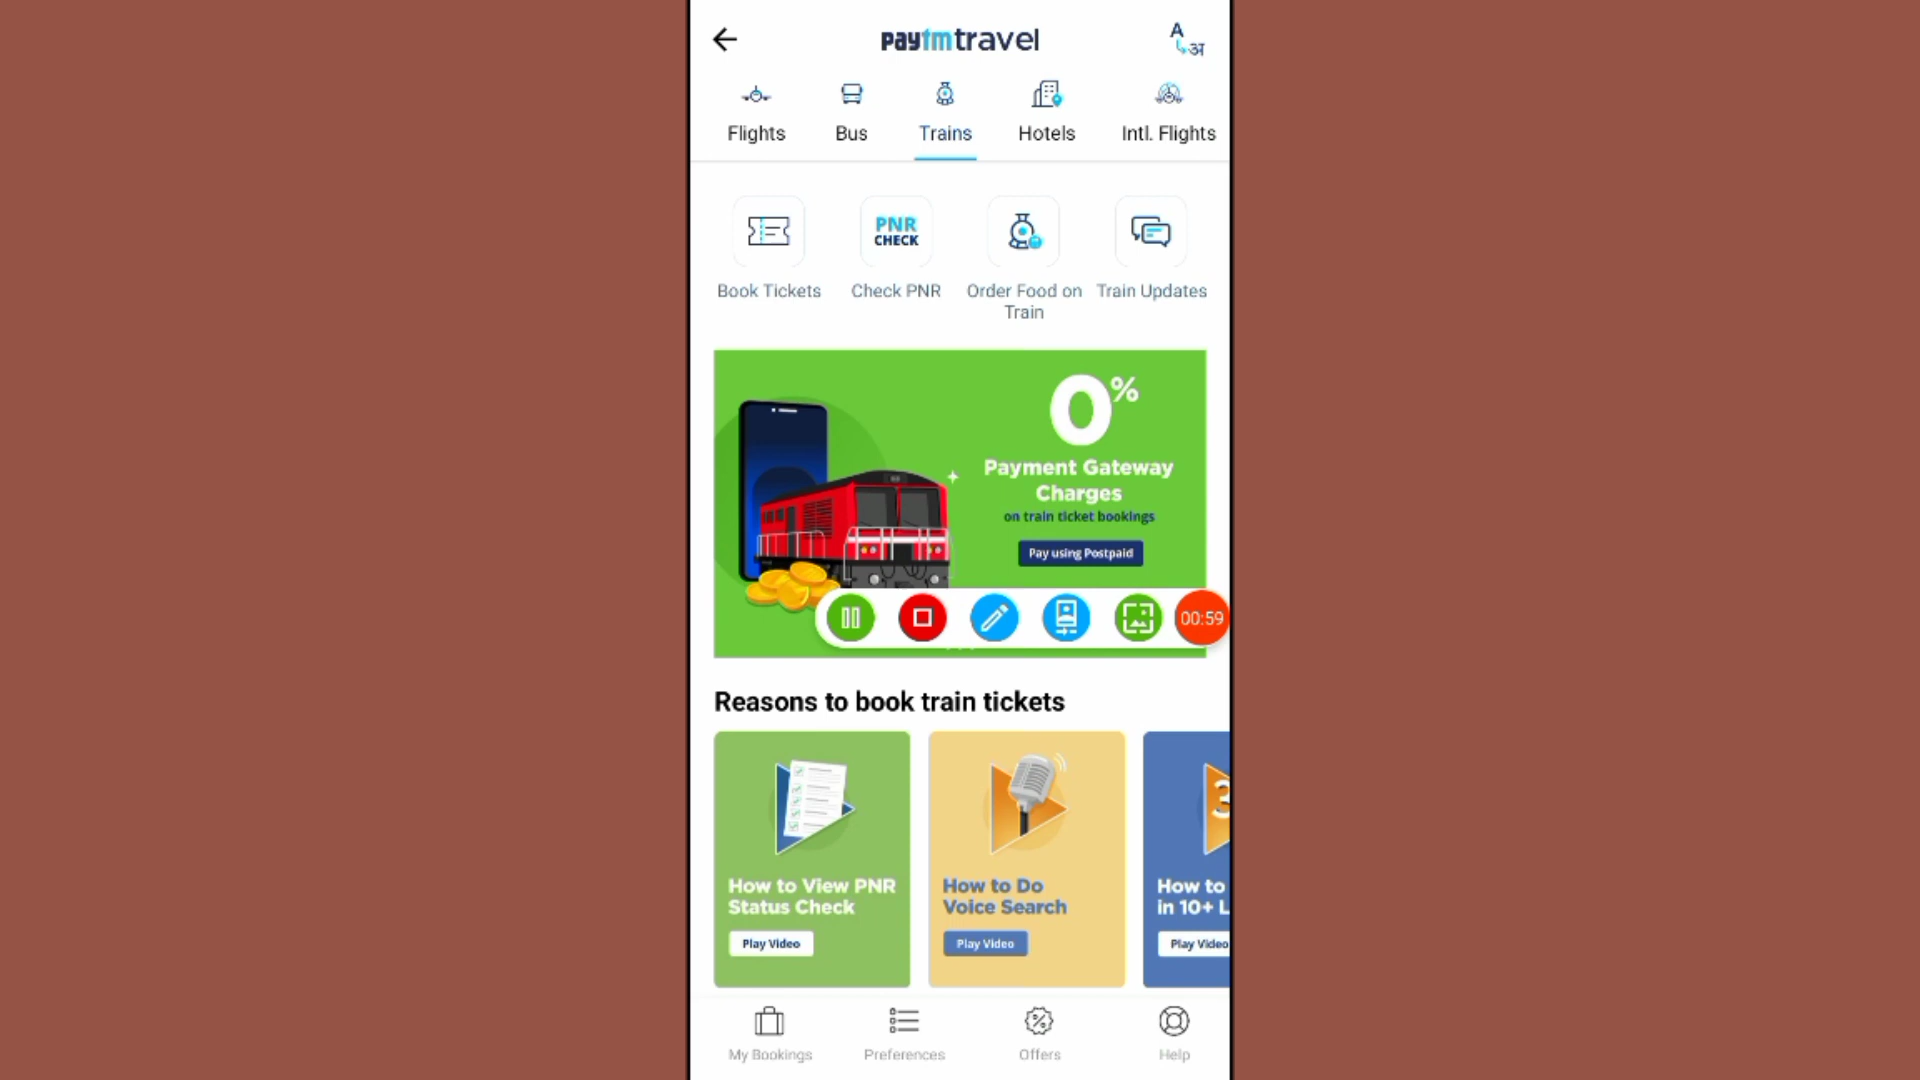 paytm travel
A
अ
Flights
Bus
Trains
Hotels
Intl. Flights
PNR
CHECK
Book Tickets
Check PNR
Order Food on
Train
Train Updates
0%
Payment Gateway
Charges
on train ticket bookings
Pay using Postpaid
00:59
Reasons to book train tickets
How to View PNR
Status Check
Play Video
How to Do
Voice Search
Play Video
3
How to
in 10+ L
Play Video
My Bookings
Preferences
Offers
Help